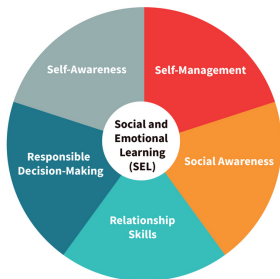 Self-Awareness
Self-Management
Social and
Emotional
Learning
(SEL)
Responsible
Decision-Making
Social Awareness
Relationship
Skills